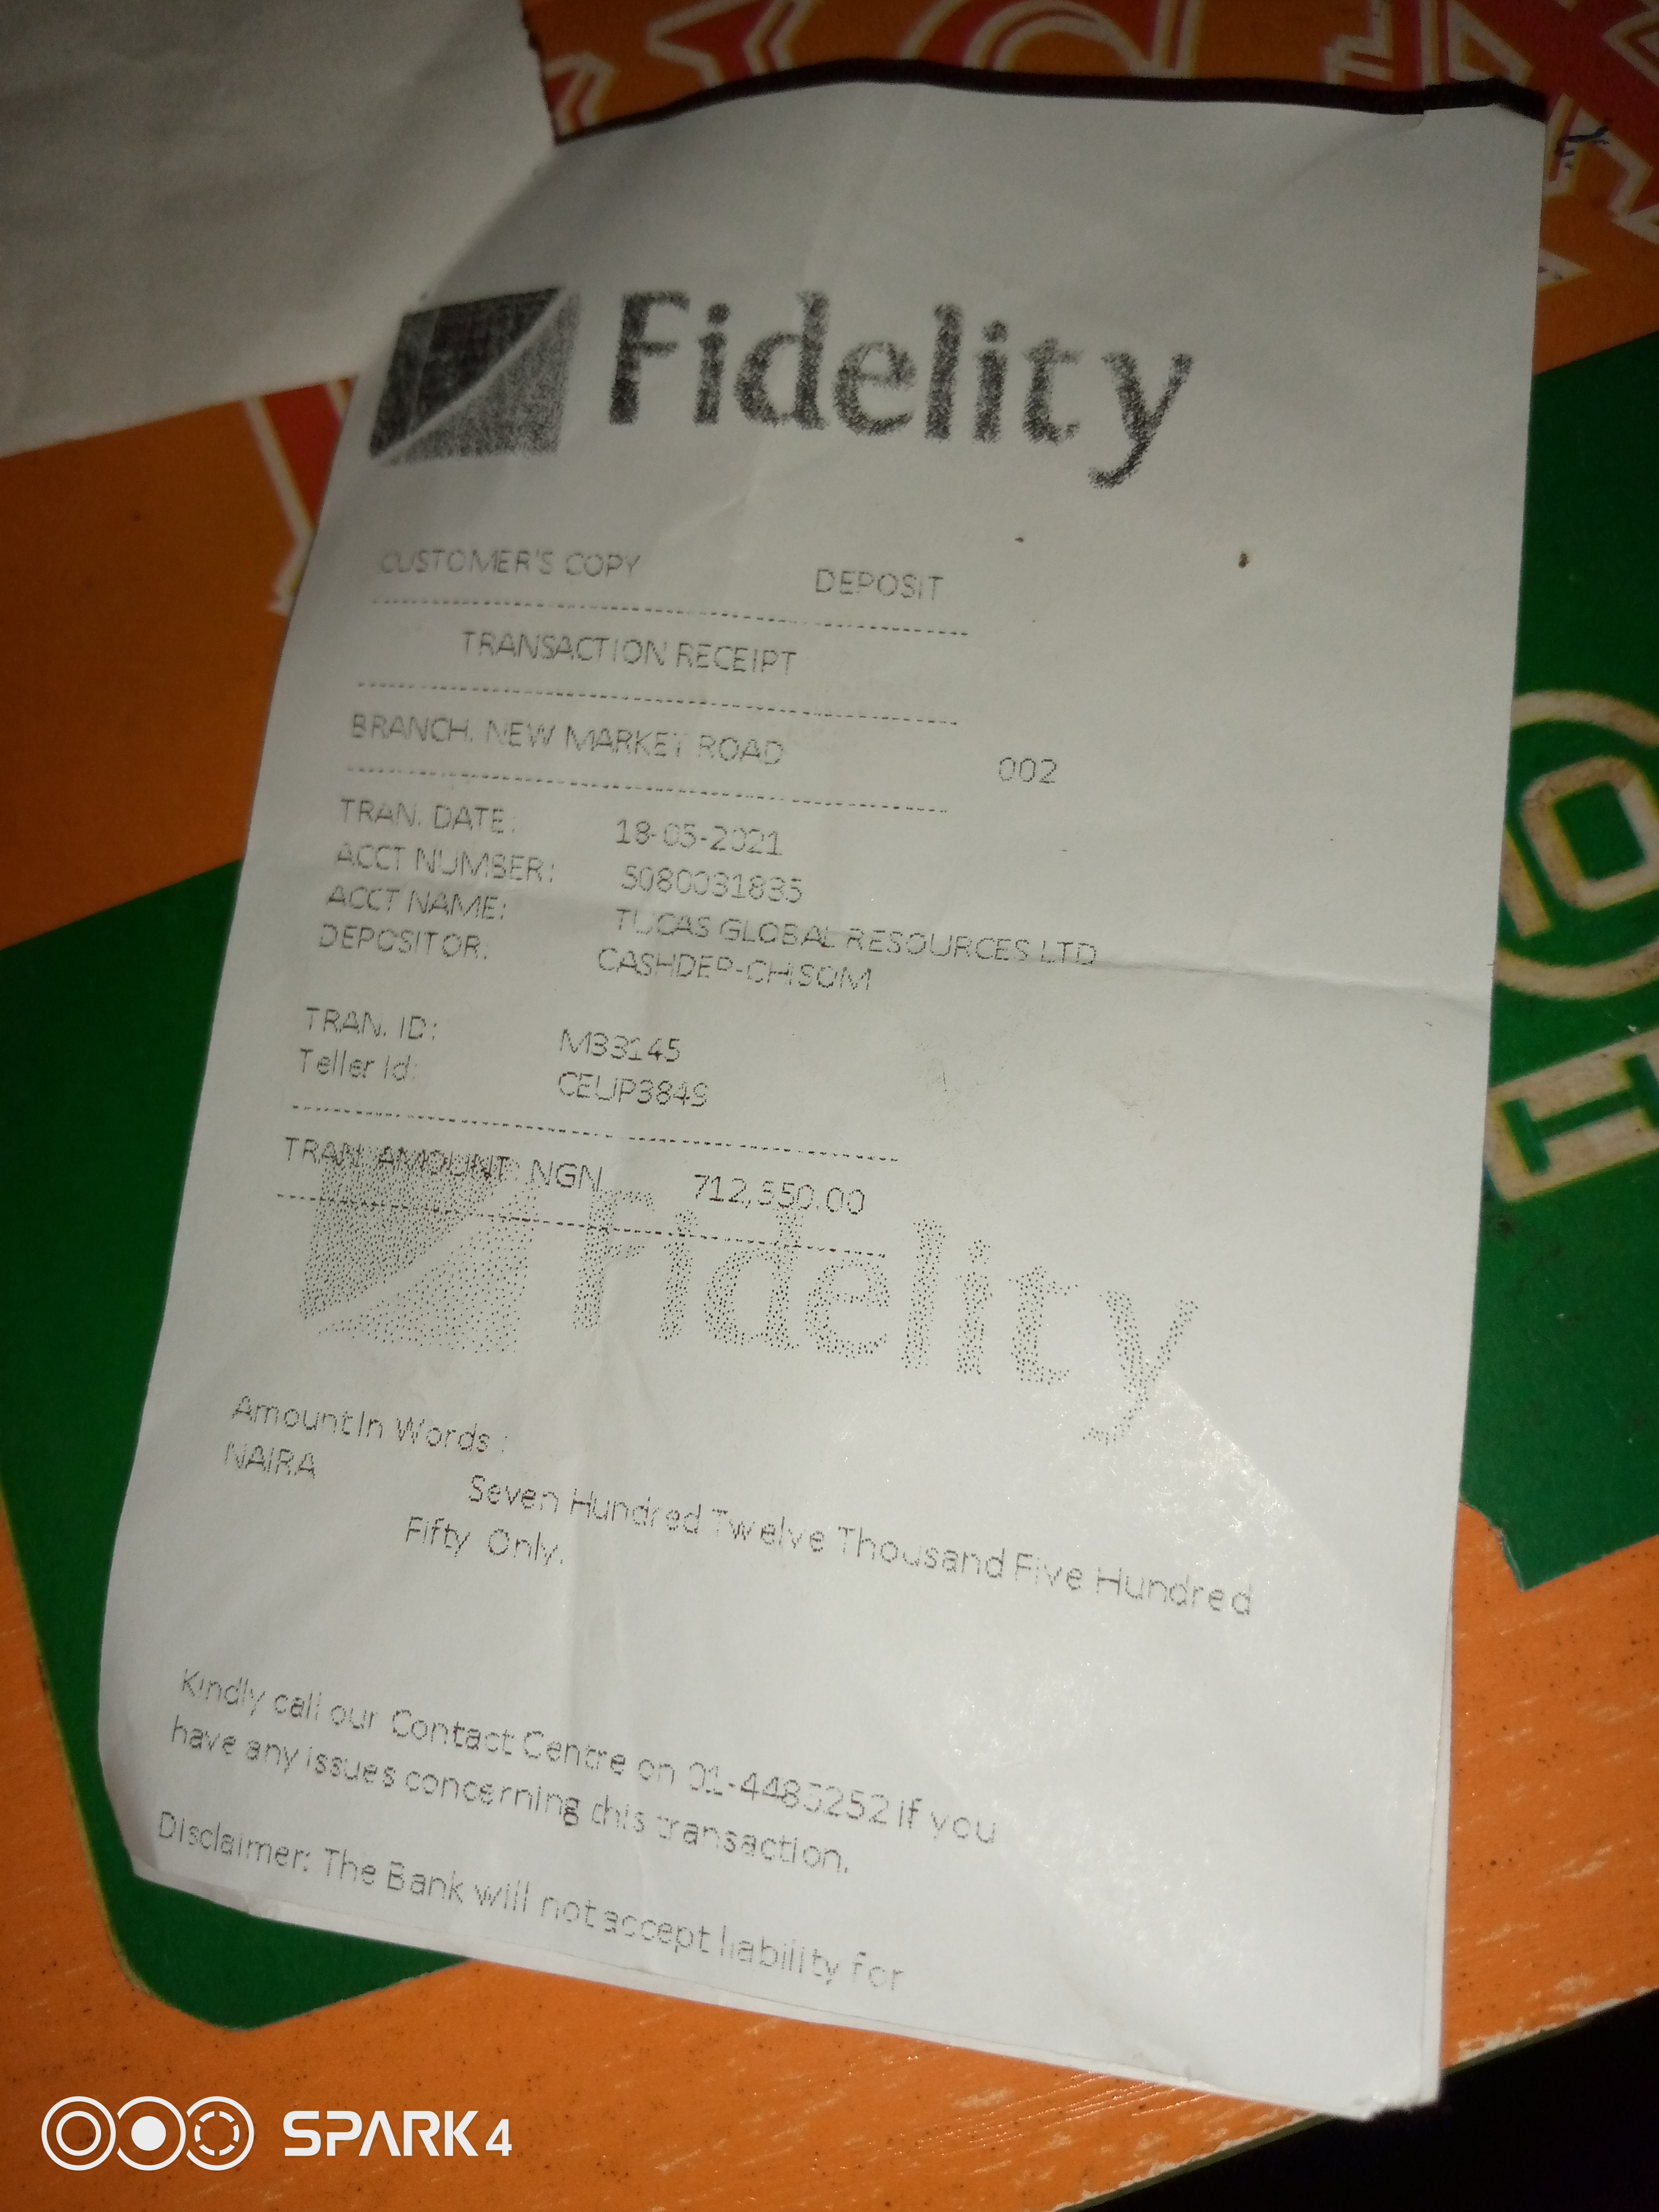 Fidelity
CUSTOMER'S COPY DEPOSIT
TRANSACTION RECEIPT
BRANCH. NEW MARKET ROAD 002
TRAN. DATE: 18-05-2021
ACCT NUMBER: 5080031835
ACCT NAME: TUCAS GLOBAL RESOURCES LTD
DEPOSITOR: CASHDEP-CHISOM
TRAN. ID: M33145
Teller Id: CEUP3849
TRAN. AMOUNT: NGN 712,550.00
Fidelity
Amount In Words :
NAIRA
Seven Hundred Twelve Thousand Five Hundred
Fifty Only.
Kindly call our Contact Centre on 01-4485252 if you
have any issues concerning this transaction.
Disclaimer: The Bank will not accept liability for
SPARK 4